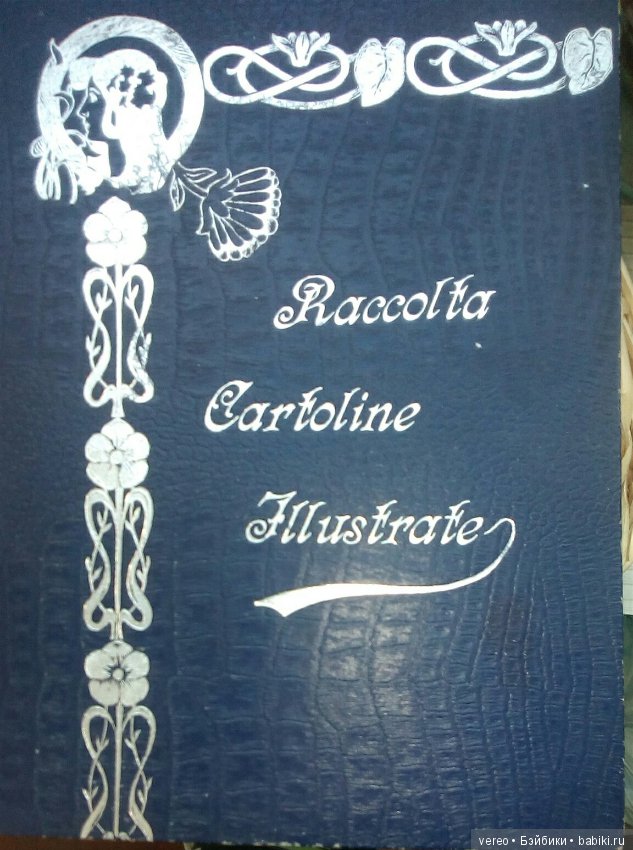 Raccolta
Cartoline
Illustrate
vereo • Бэйбики • babiki.ru